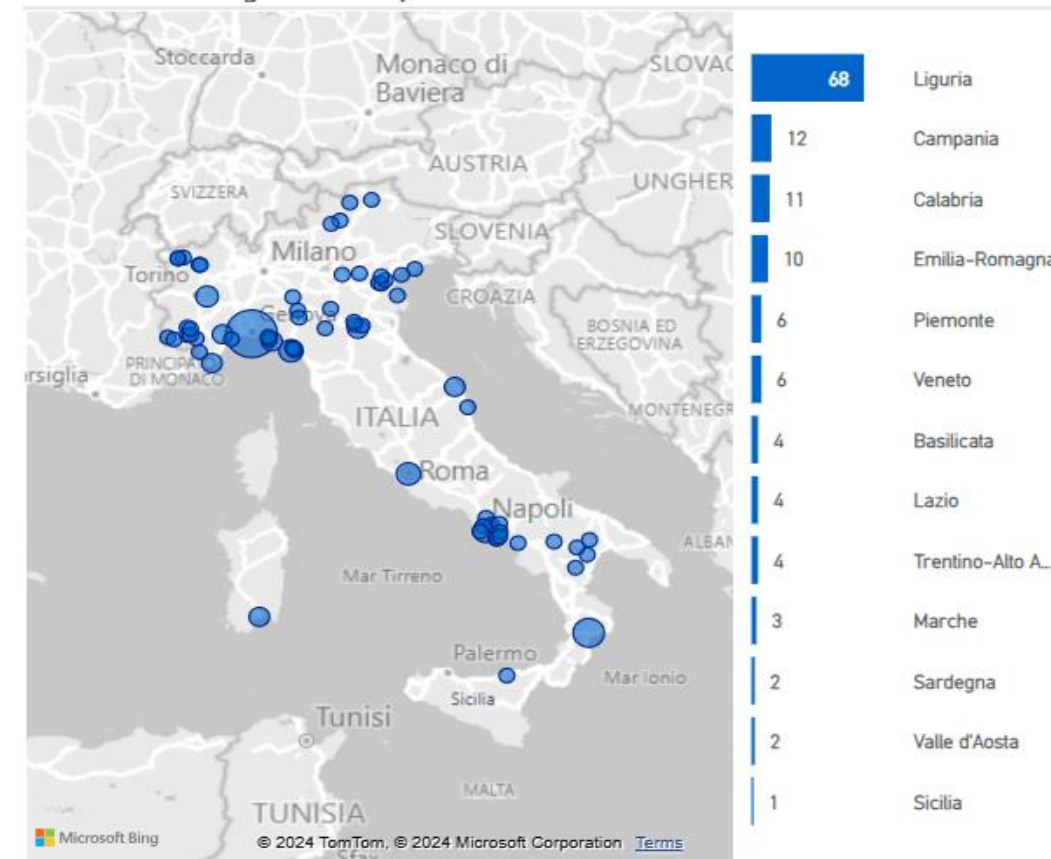 Stoccarda
Monaco di
Baviera
SLOVAC
AUSTRIA
SVIZZERA
UNGHER
SLOVENIA
Milano
Torino
CROAZIA
Genova
BOSNIA ED
ERZEGOVINA
PRINCIPA
DI MONACO
rsiglia
MONTENEGR
ITALIA
Roma
Napoli
ALBAN
Mar Tirreno
Palermo
Mar Ionio
Sicilia
Tunisi
MALTA
TUNISIA
Microsoft Bing
© 2024 TomTom, © 2024 Microsoft Corporation Terms
Sfax
68 Liguria
12 Campania
11 Calabria
10 Emilia-Romagna
6 Piemonte
6 Veneto
4 Basilicata
4 Lazio
4 Trentino-Alto A...
3 Marche
2 Sardegna
2 Valle d'Aosta
1 Sicilia